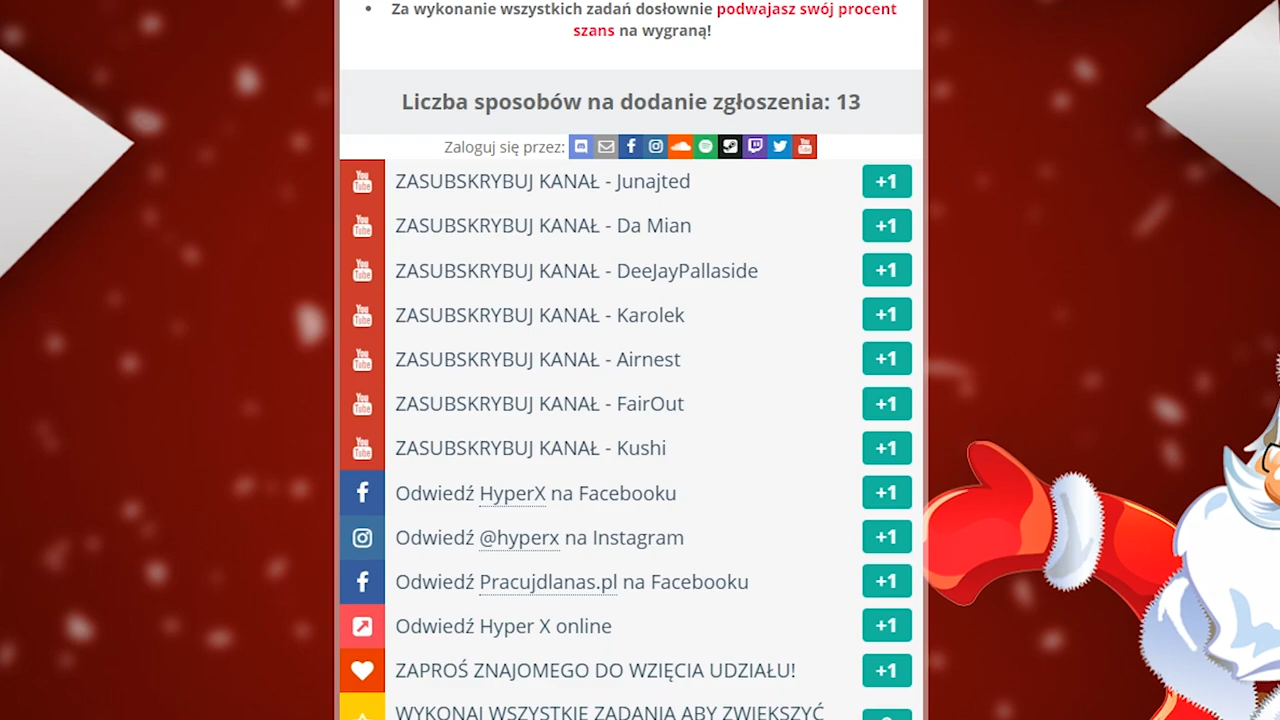 Za wykonanie wszystkich zadań dosłownie podwajasz swój procent
szans na wygraną!
Liczba sposobów na dodanie zgłoszenia: 13
Zaloguj się przez:
ZASUBSKRYBUJ KANAŁ - Junajted +1
ZASUBSKRYBUJ KANAŁ - Da Mian +1
ZASUBSKRYBUJ KANAŁ - DeeJayPallaside +1
ZASUBSKRYBUJ KANAŁ - Karolek +1
ZASUBSKRYBUJ KANAŁ - Airnest +1
ZASUBSKRYBUJ KANAŁ - FairOut +1
ZASUBSKRYBUJ KANAŁ - Kushi +1
Odwiedź HyperX na Facebooku +1
Odwiedź @hyperx na Instagram +1
Odwiedź Pracujdlanas.pl na Facebooku +1
Odwiedź Hyper X online +1
ZAPROŚ ZNAJOMEGO DO WZIĘCIA UDZIAŁU! +1
WYKONAJ WSZYSTKIE ZADANIA ABY ZWIĘKSZYĆ